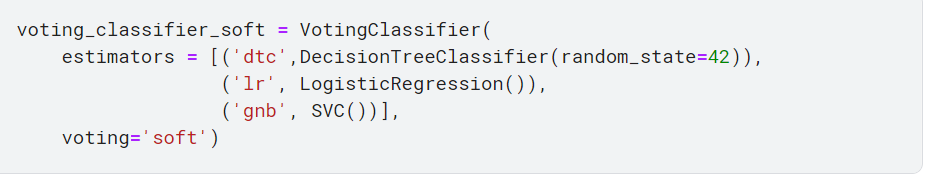 voting_classifier_soft = VotingClassifier(
    estimators = [('dtc',DecisionTreeClassifier(random_state=42)),
                  ('lr', LogisticRegression()),
                  ('gnb', SVC())],
    voting='soft')